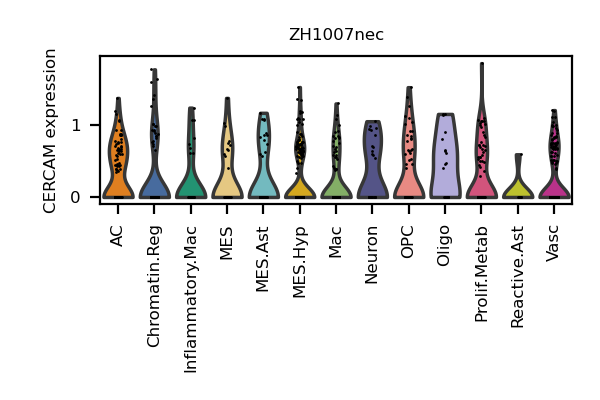 ZH1007nec
CERCAM expression
1
0
AC
Chromatin.Reg
Inflammatory.Mac
MES
MES.Ast
MES.Hyp
Mac
Neuron
OPC
Oligo
Prolif.Metab
Reactive.Ast
Vasc